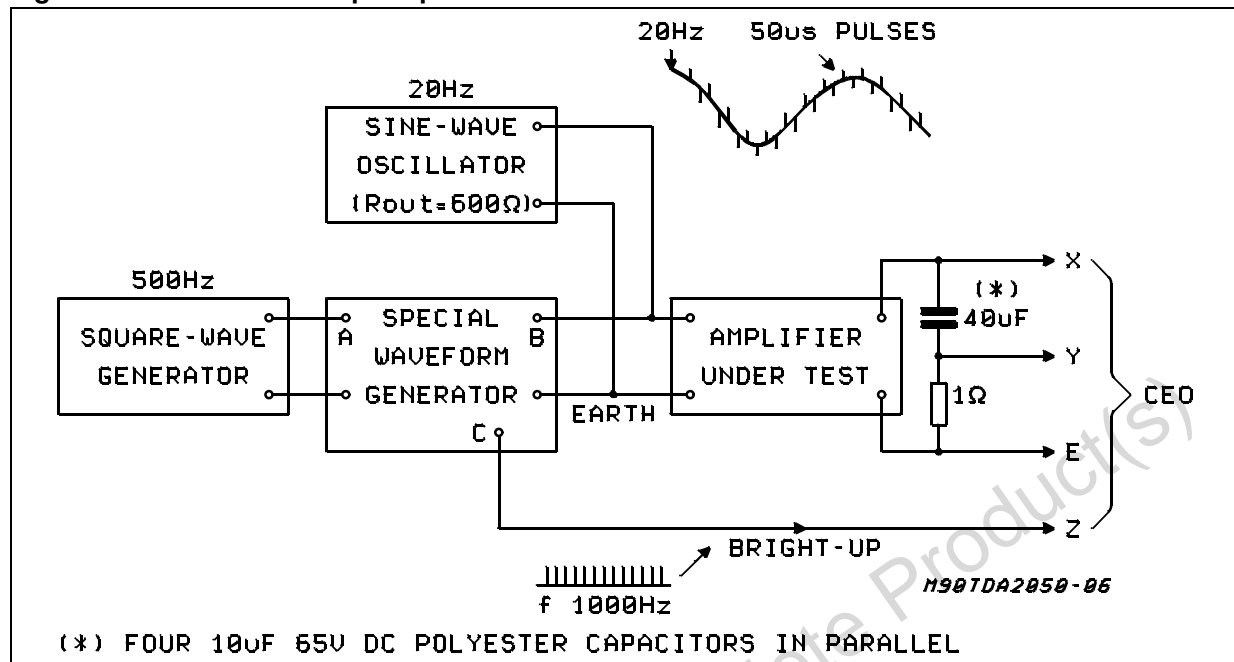 20Hz 50us PULSES
20Hz
SINE-WAVE
OSCILLATOR
(Rout=600Ω)
500Hz
SQUARE-WAVE
GENERATOR
A
SPECIAL
WAVEFORM
GENERATOR
B
C
EARTH
AMPLIFIER
UNDER TEST
(*)
40uF
1Ω
X
Y
E
Z
CEO
BRIGHT-UP
f 1000Hz
M90TDA2050-06
Product(s)
(*) FOUR 10uF 65V DC POLYESTER CAPACITORS IN PARALLEL